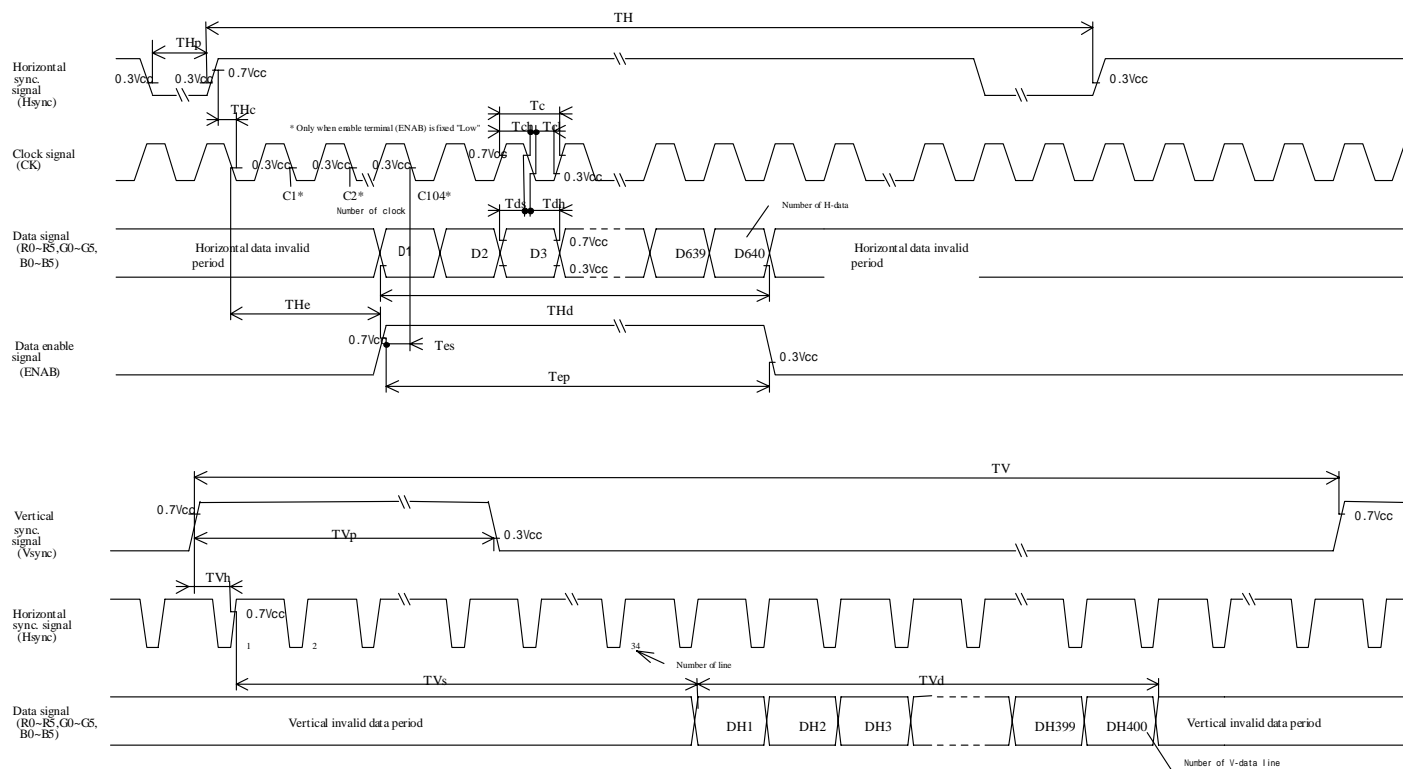 TH
THp
Horizontal
sync.
signal
(Hsync)
0.3Vcc
0.3Vcc
0.7Vcc
0.3Vcc
THc
Tc
* Only when enable terminal (ENAB) is fixed "Low"
Tch
Tcl
Clock signal
(CK)
0.7Vcc
0.3Vcc
0.3Vcc
0.3Vcc
0.3Vcc
C1*
C2*
C104*
Number of clock
Tds
Tdh
Number of H-data
Data signal
(R0~R5,G0~G5,
B0~B5)
Horizontal data invalid
period
D1
D2
D3
0.7Vcc
0.3Vcc
D639
D640
Horizontal data invalid
period
THe
THd
Data enable
signal
(ENAB)
0.7Vcc
Tes
0.3Vcc
Tep
TV
Vertical
sync.
signal
(Vsync)
0.7Vcc
0.7Vcc
TVp
0.3Vcc
TVh
Horizontal
sync. signal
(Hsync)
0.7Vcc
1
2
34
Number of line
TVs
TVd
Data signal
(R0~R5,G0~G5,
B0~B5)
Vertical invalid data period
DH1
DH2
DH3
DH399
DH400
Vertical invalid data period
Number of V-data line